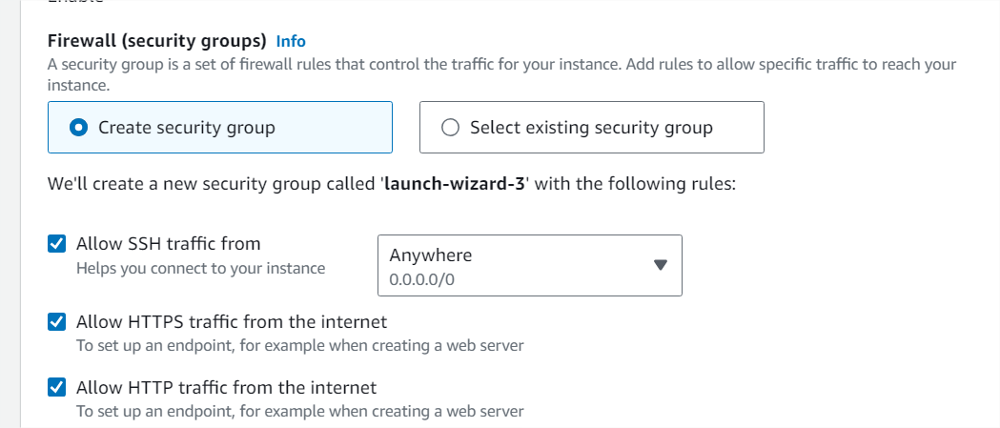 Enable
Firewall (security groups) Info
A security group is a set of firewall rules that control the traffic for your instance. Add rules to allow specific traffic to reach your
instance.
Create security group
Select existing security group
We'll create a new security group called 'launch-wizard-3' with the following rules:
Allow SSH traffic from
Helps you connect to your instance
Anywhere
0.0.0.0/0
Allow HTTPS traffic from the internet
To set up an endpoint, for example when creating a web server
Allow HTTP traffic from the internet
To set up an endpoint, for example when creating a web server